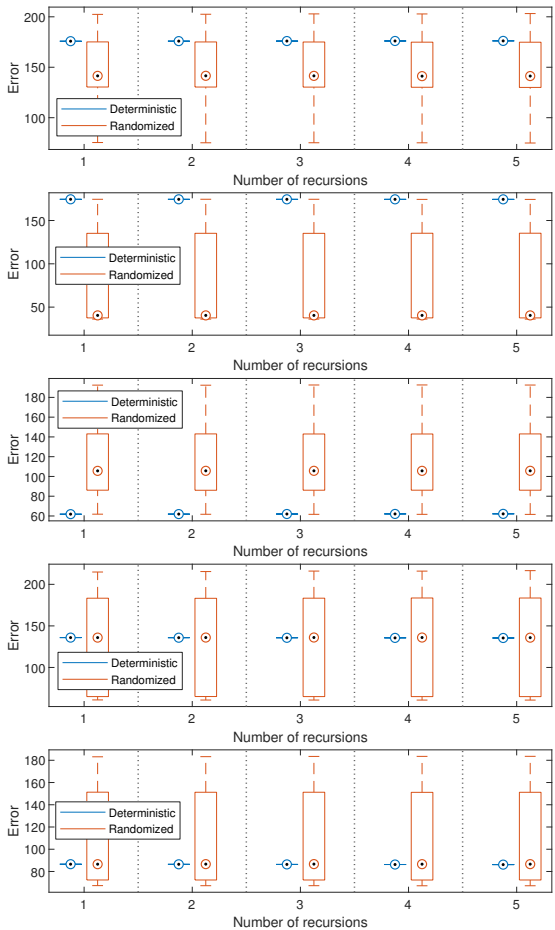 200
150
100
Error
Deterministic
Randomized
1 2 3 4 5
Number of recursions
150
100
50
Error
Deterministic
Randomized
1 2 3 4 5
Number of recursions
180
160
140
120
100
80
60
Error
Deterministic
Randomized
1 2 3 4 5
Number of recursions
200
150
100
Error
Deterministic
Randomized
1 2 3 4 5
Number of recursions
180
160
140
120
100
80
Error
Deterministic
Randomized
1 2 3 4 5
Number of recursions